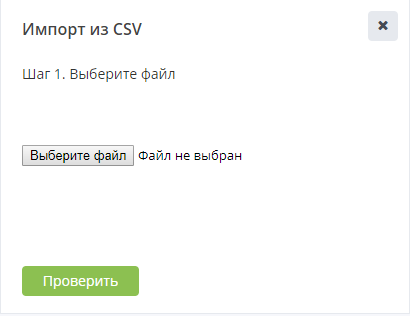 Импорт из CSV
Шаг 1. Выберите файл
Выберите файл Файл не выбран
Проверить